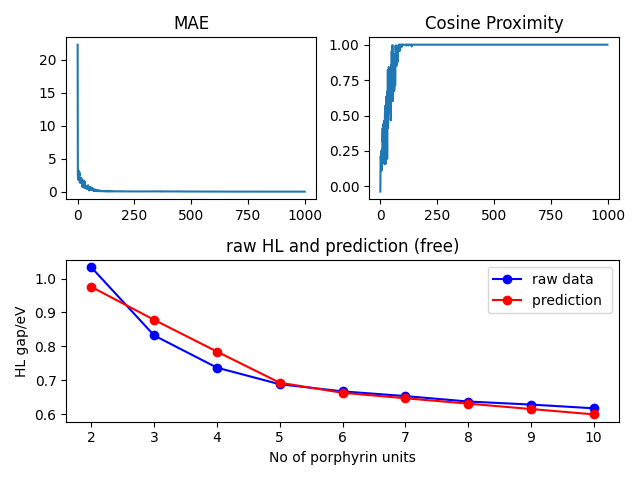 MAE
Cosine Proximity
20
15
10
5
0
0 250 500 750 1000
1.00
0.75
0.50
0.25
0.00
0 250 500 750 1000
raw HL and prediction (free)
HL gap/eV
1.0
0.9
0.8
0.7
0.6
raw data
prediction
2 3 4 5 6 7 8 9 10
No of porphyrin units